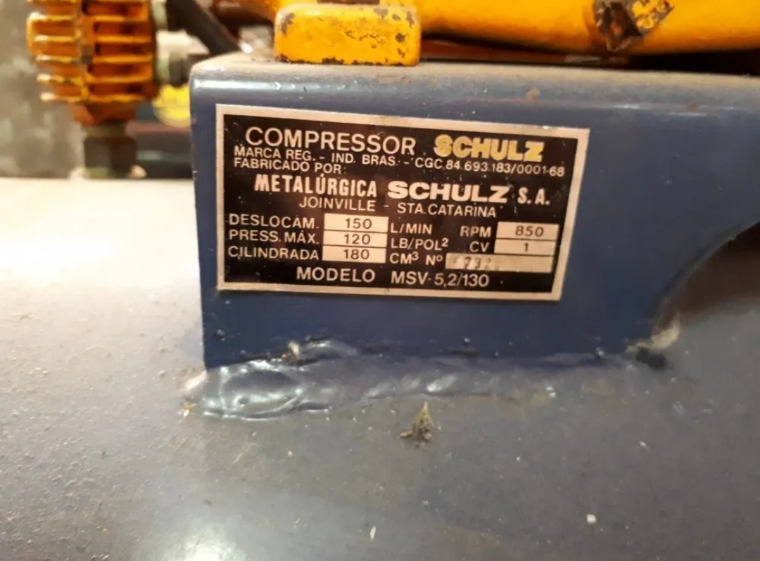 COMPRESSOR SCHULZ
MARCA REG. - IND. BRAS. - CGC 84.693.183/0001-68
FABRICADO POR:
METALÚRGICA SCHULZ S.A.
JOINVILLE - STA.CATARINA
DESLOCAM. 150 L/MIN RPM 850
PRESS. MÁX. 120 LB/POL² CV 1
CILINDRADA 180 CM³ Nº
MODELO MSV-5,2/130